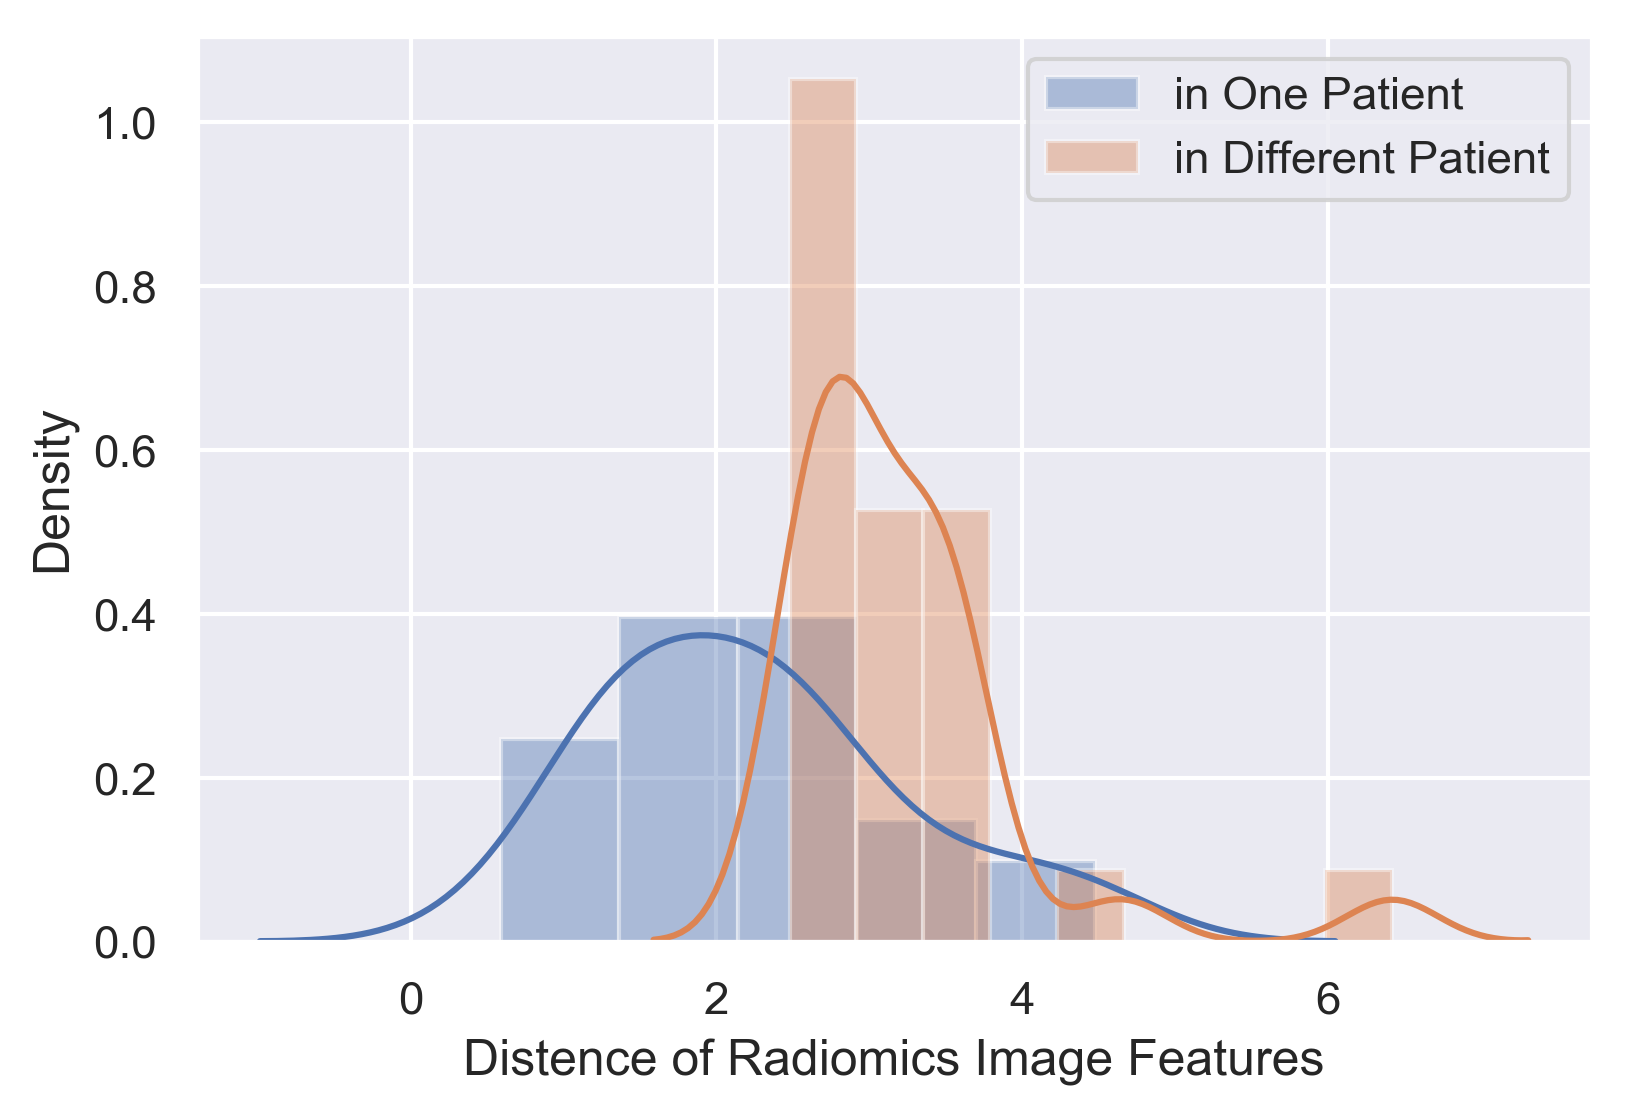 in One Patient
in Different Patient
1.0
0.8
0.6
0.4
0.2
0.0
Density
0 2 4 6
Distence of Radiomics Image Features